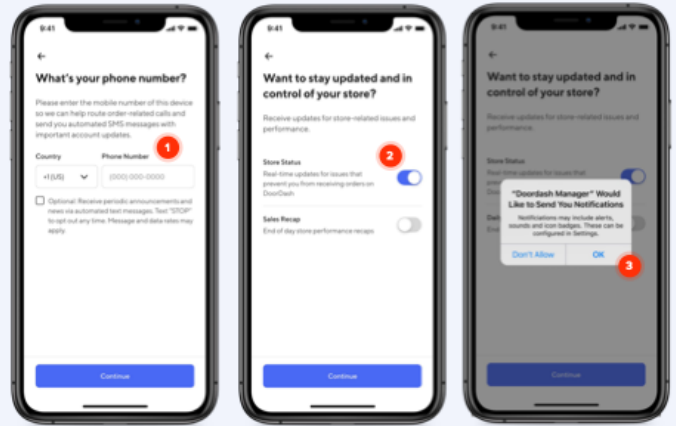 9:41
What's your phone number?
Please enter the mobile number of this device
so we can help route order-related calls and
send you automated SMS messages with
important account updates.
1
Country Phone Number
+1 (US) (000) 000-0000
Optional: Receive periodic announcements and
news via automated text messages. Text "STOP"
to opt out any time. Message and data rates may
apply.
Continue
9:41
Want to stay updated and in
control of your store?
Receive updates for store-related issues and
performance.
2
Store Status
Real-time updates for issues that
prevent you from receiving orders on
DoorDash
Sales Recap
End of day store performance recaps
Continue
9:41
Want to stay updated and in
control of your store?
Receive updates for store-related issues and
performance.
Store Status
Real-time updates for issues that
"Doordash Manager" Would
Like to Send You Notifications
Notifications may include alerts,
sounds and icon badges. These can be
configured in Settings.
Don't Allow OK
3
End
Continue